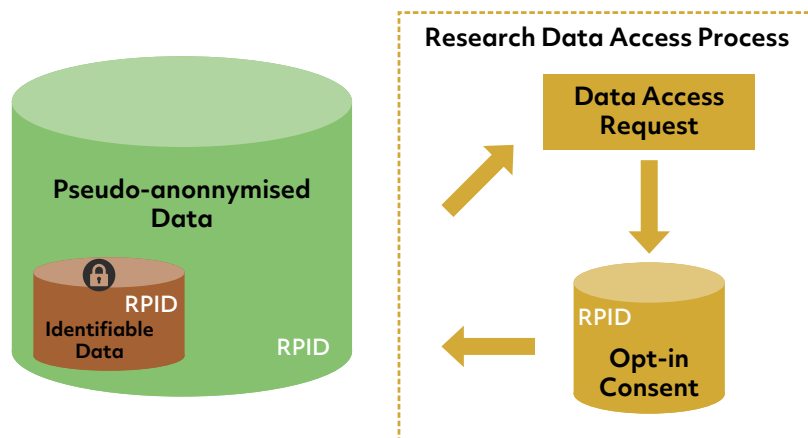 Research Data Access Process
Data Access
Request
Pseudo-anonnymised
Data
RPID
Identifiable
Data
RPID
RPID
Opt-in
Consent